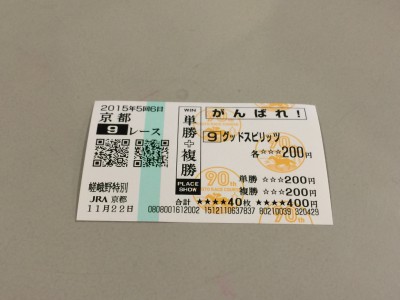 2015年5回6日
京都
9レース
嵯峨野特別
JRA 京都
11月22日
WIN
単勝+複勝
PLACE
SHOW
がんばれ!
9 グッドスピリッツ
各☆☆☆200円
単勝 ☆☆☆200円
複勝 ☆☆☆200円
合計 ★★★★40枚 ★★★★400円
0808001612002 1512110637837 80210039 320429
90th